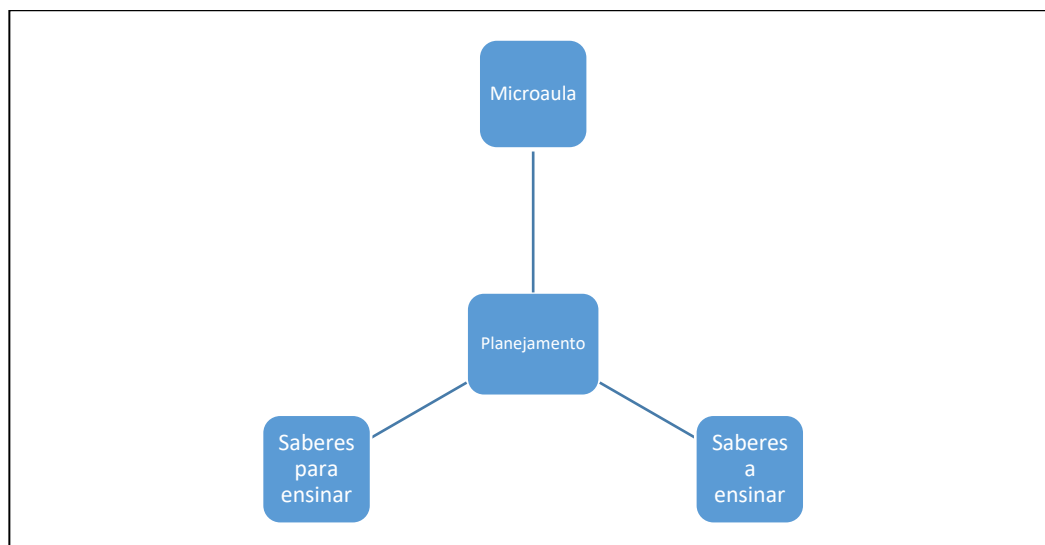 Microaula
Planejamento
Saberes
para
ensinar
Saberes
a
ensinar